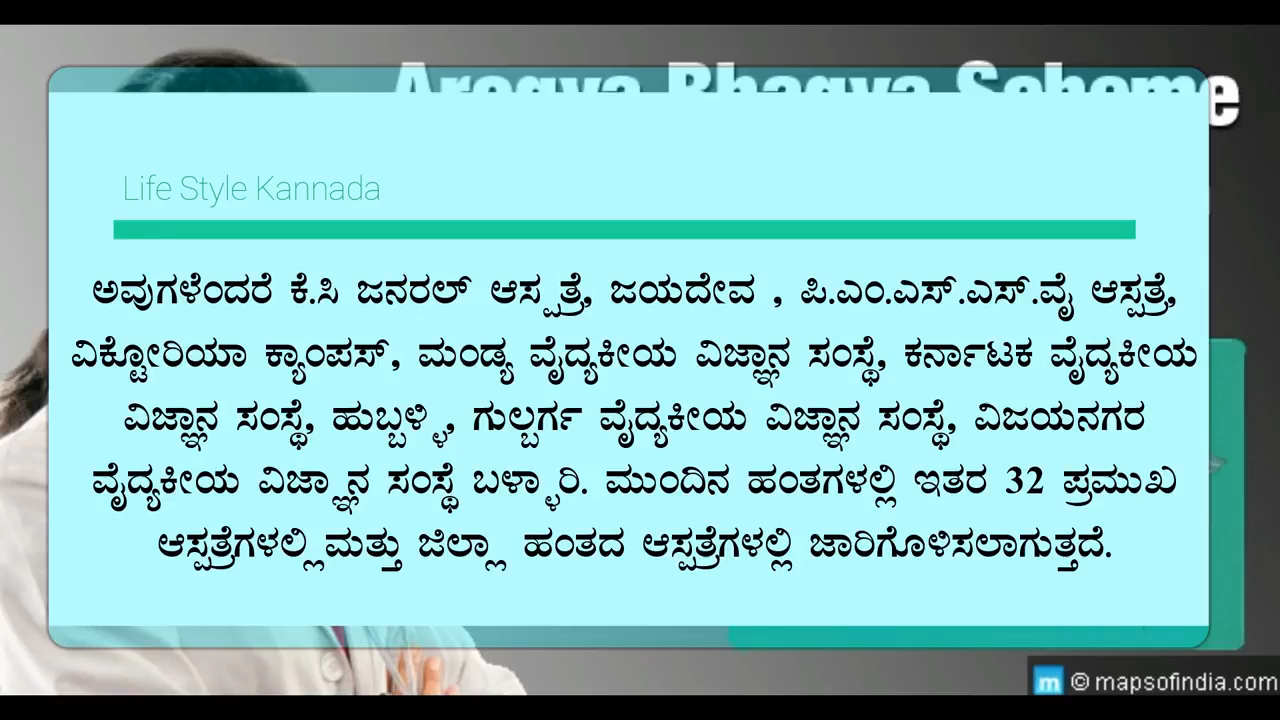 Arogya Bhagya Scheme
Life Style Kannada
ಅವುಗಳೆಂದರೆ ಕೆ.ಸಿ ಜನರಲ್ ಆಸ್ಪತ್ರೆ, ಜಯದೇವ , ಪಿ.ಎಂ.ಎಸ್.ಎಸ್.ವೈ ಆಸ್ಪತ್ರೆ,
ವಿಕ್ಟೋರಿಯಾ ಕ್ಯಾಂಪಸ್, ಮಂಡ್ಯ ವೈದ್ಯಕೀಯ ವಿಜ್ಞಾನ ಸಂಸ್ಥೆ, ಕರ್ನಾಟಕ ವೈದ್ಯಕೀಯ
ವಿಜ್ಞಾನ ಸಂಸ್ಥೆ, ಹುಬ್ಬಳ್ಳಿ, ಗುಲ್ಬರ್ಗ ವೈದ್ಯಕೀಯ ವಿಜ್ಞಾನ ಸಂಸ್ಥೆ, ವಿಜಯನಗರ
ವೈದ್ಯಕೀಯ ವಿಜ್ಞಾನ ಸಂಸ್ಥೆ ಬಳ್ಳಾರಿ. ಮುಂದಿನ ಹಂತಗಳಲ್ಲಿ ಇತರ 32 ಪ್ರಮುಖ
ಆಸ್ಪತ್ರೆಗಳಲ್ಲಿ ಮತ್ತು ಜಿಲ್ಲಾ ಹಂತದ ಆಸ್ಪತ್ರೆಗಳಲ್ಲಿ ಜಾರಿಗೊಳಿಸಲಾಗುತ್ತದೆ.
m © mapsofindia.com